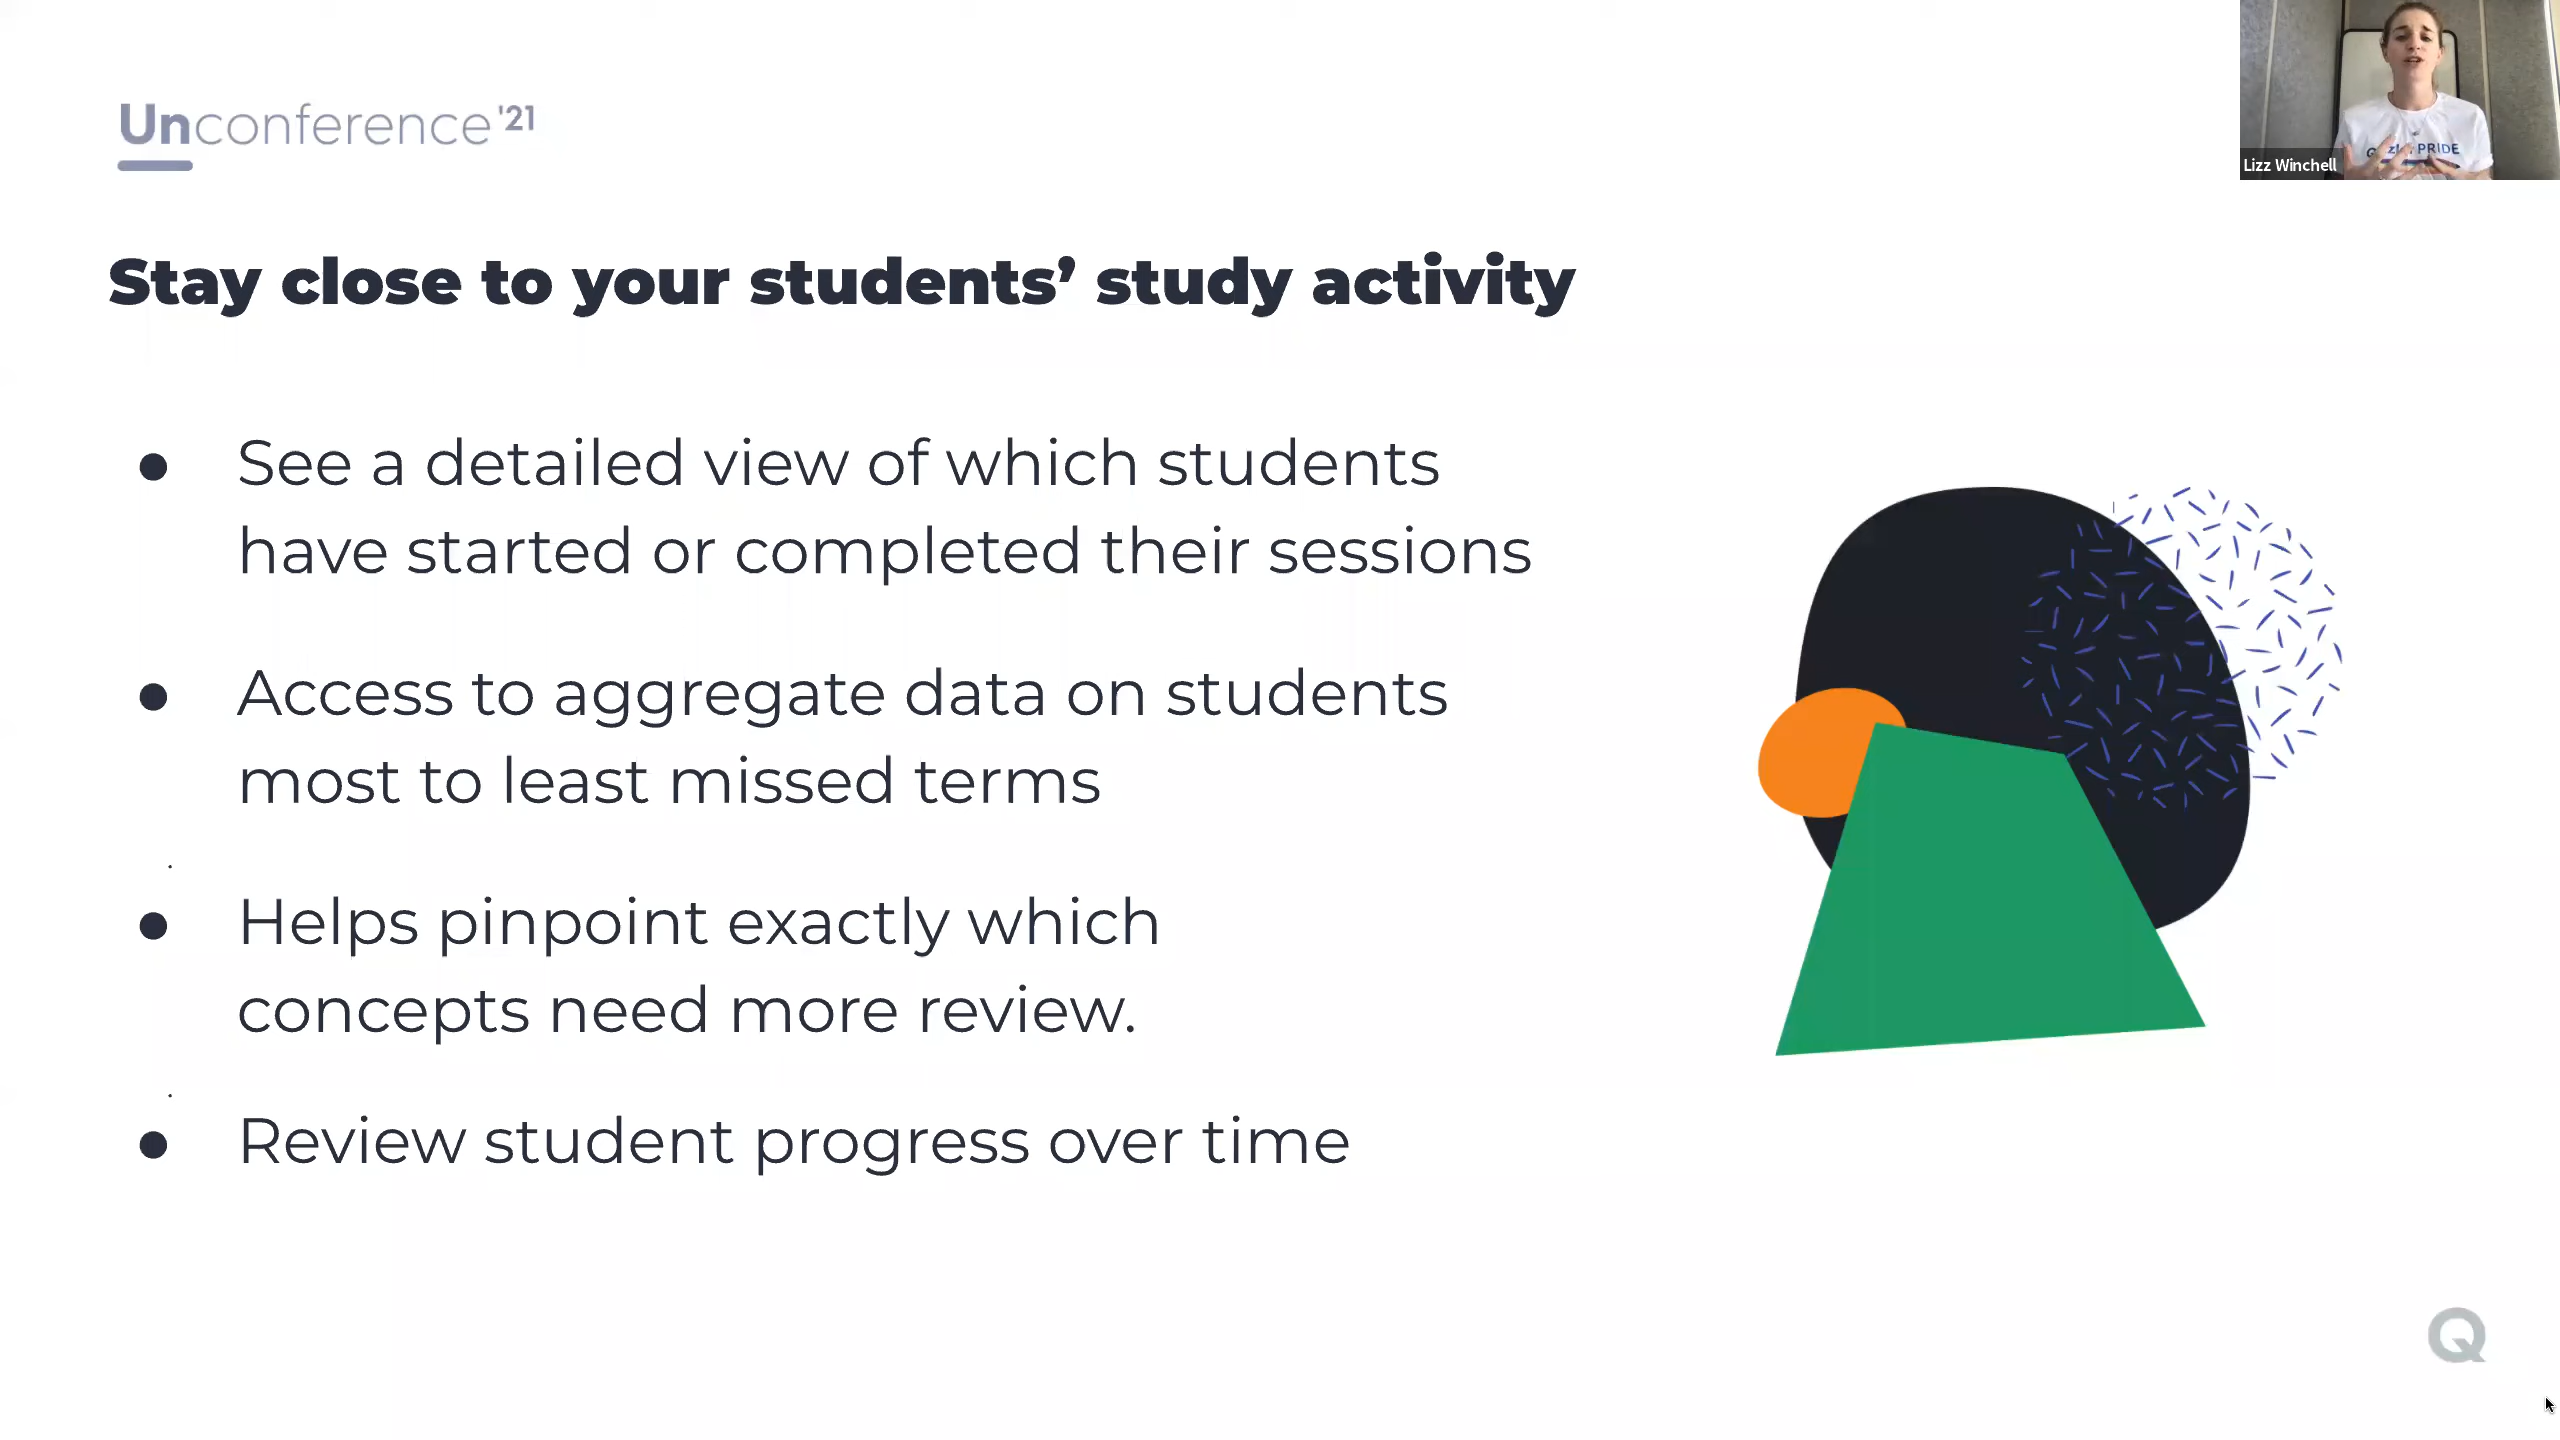 Unconference '21
Lizz Winchell
PRIDE
Stay close to your students’ study activity
● See a detailed view of which students
have started or completed their sessions
● Access to aggregate data on students
most to least missed terms
● Helps pinpoint exactly which
concepts need more review.
● Review student progress over time
Q